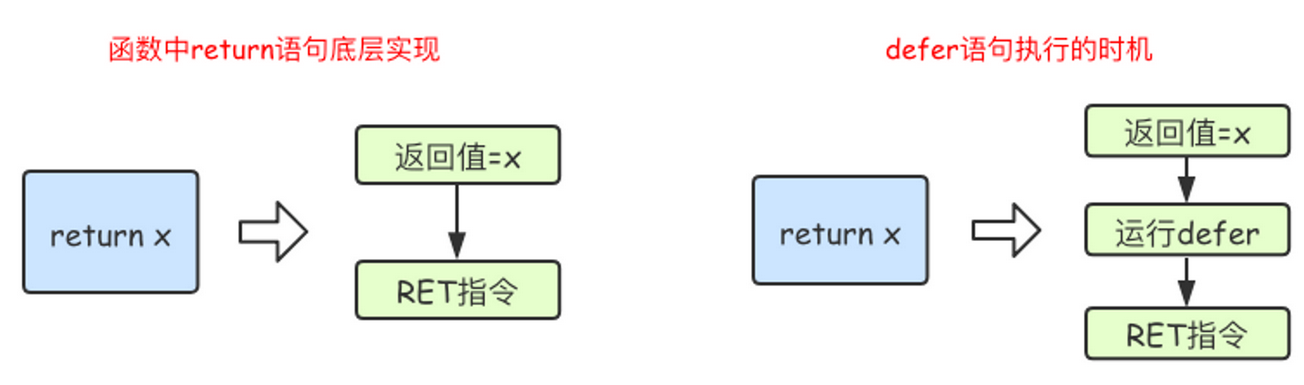 函数中return语句底层实现
return x
返回值=x
RET指令
defer语句执行的时机
return x
返回值=x
运行defer
RET指令